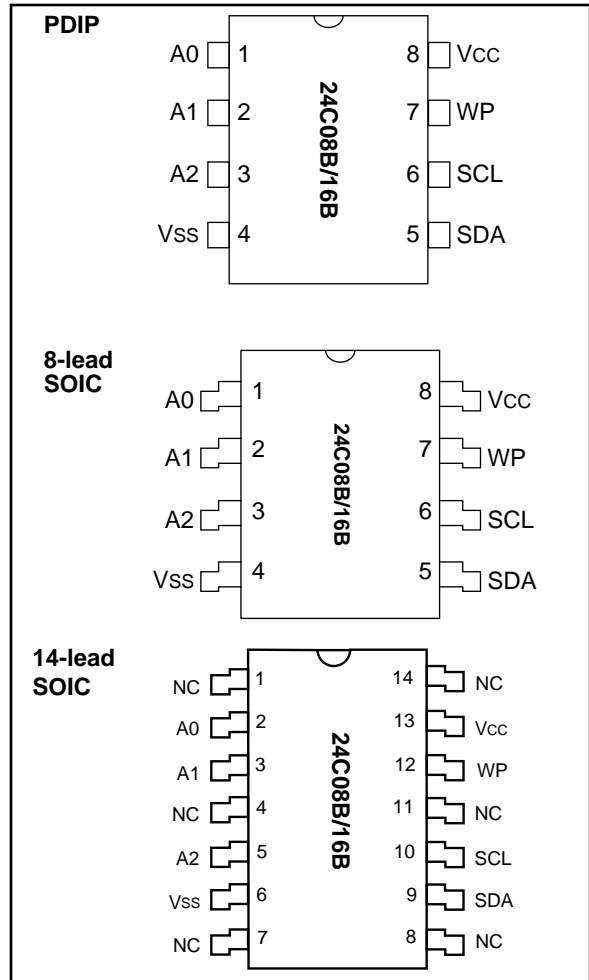 PDIP
A0 1 8 VCC
A1 2 7 WP
A2 3 6 SCL
VSS 4 5 SDA
24C08B/16B
8-lead
SOIC
A0 1 8 VCC
A1 2 7 WP
A2 3 6 SCL
VSS 4 5 SDA
24C08B/16B
14-lead
SOIC
NC 1 14 NC
A0 2 13 VCC
A1 3 12 WP
NC 4 11 NC
A2 5 10 SCL
VSS 6 9 SDA
NC 7 8 NC
24C08B/16B